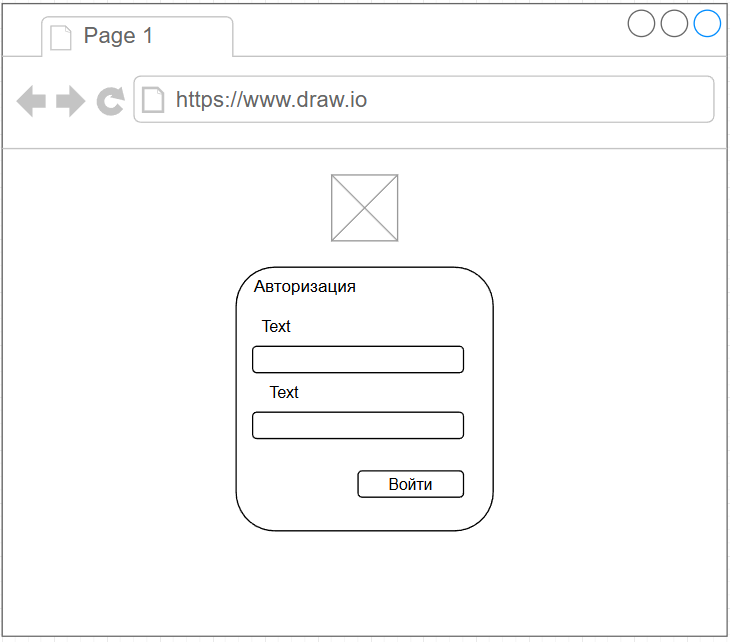 Page 1
https://www.draw.io
Авторизация
Text
Text
Войти